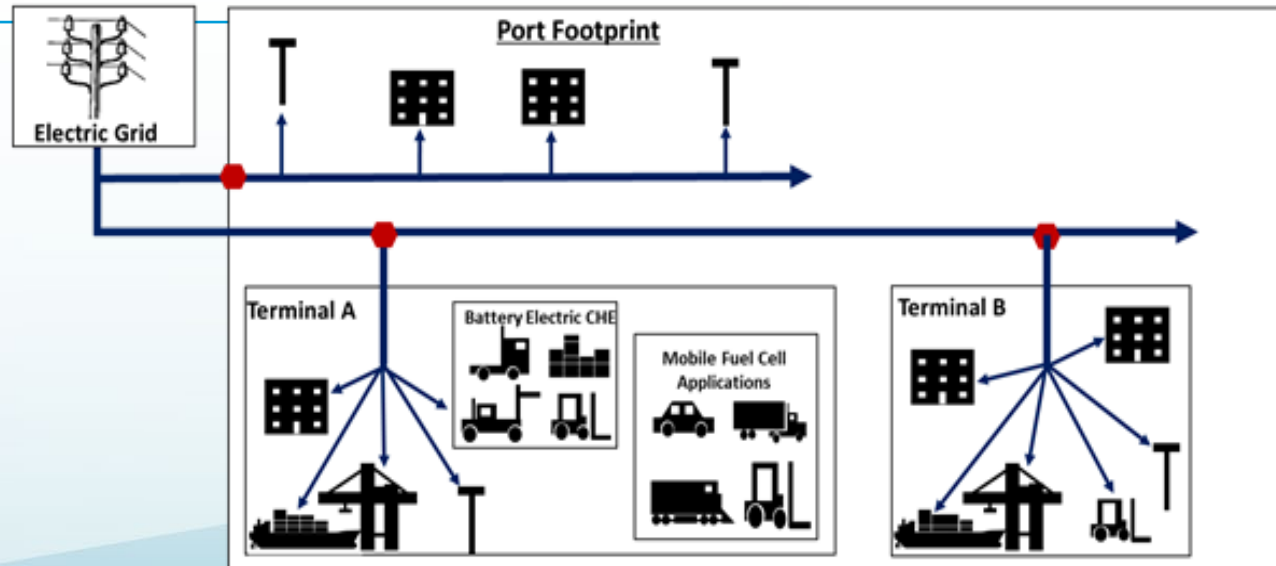 Port Footprint
Electric Grid
Terminal A
Battery Electric CHE
Mobile Fuel Cell
Applications
Terminal B